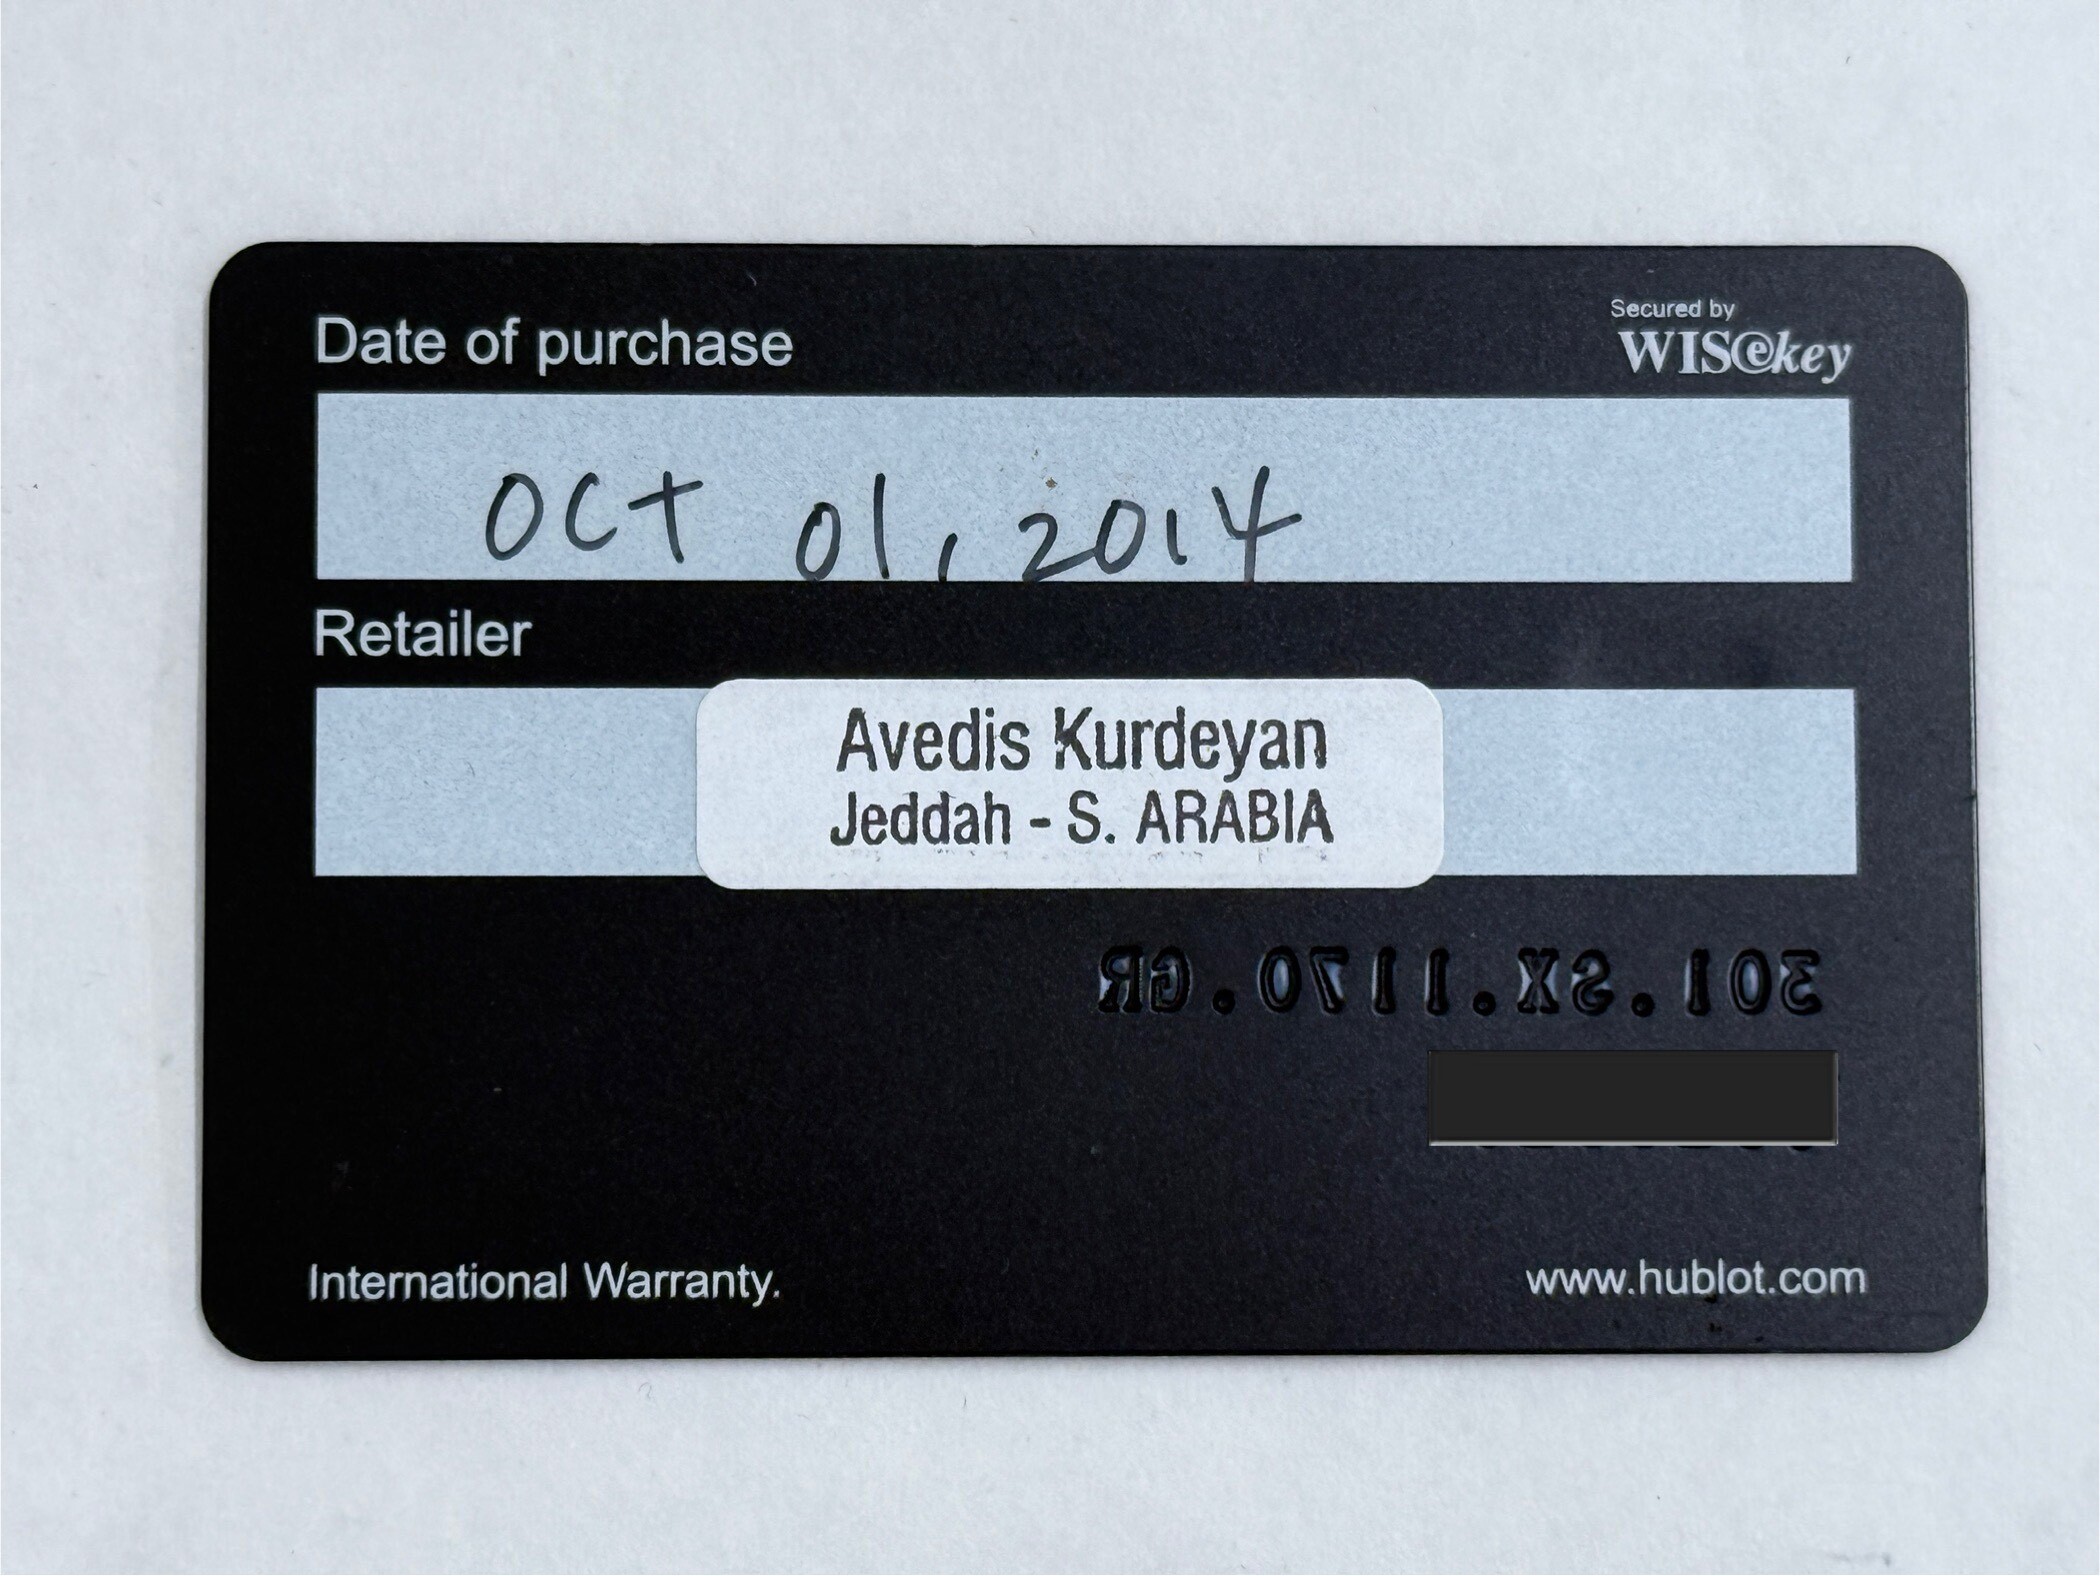 Date of purchase
Secured by
WISekey
OCT 01, 2014
Retailer
Avedis Kurdeyan
Jeddah - S. ARABIA
301.SX.1170.GR
International Warranty.
www.hublot.com